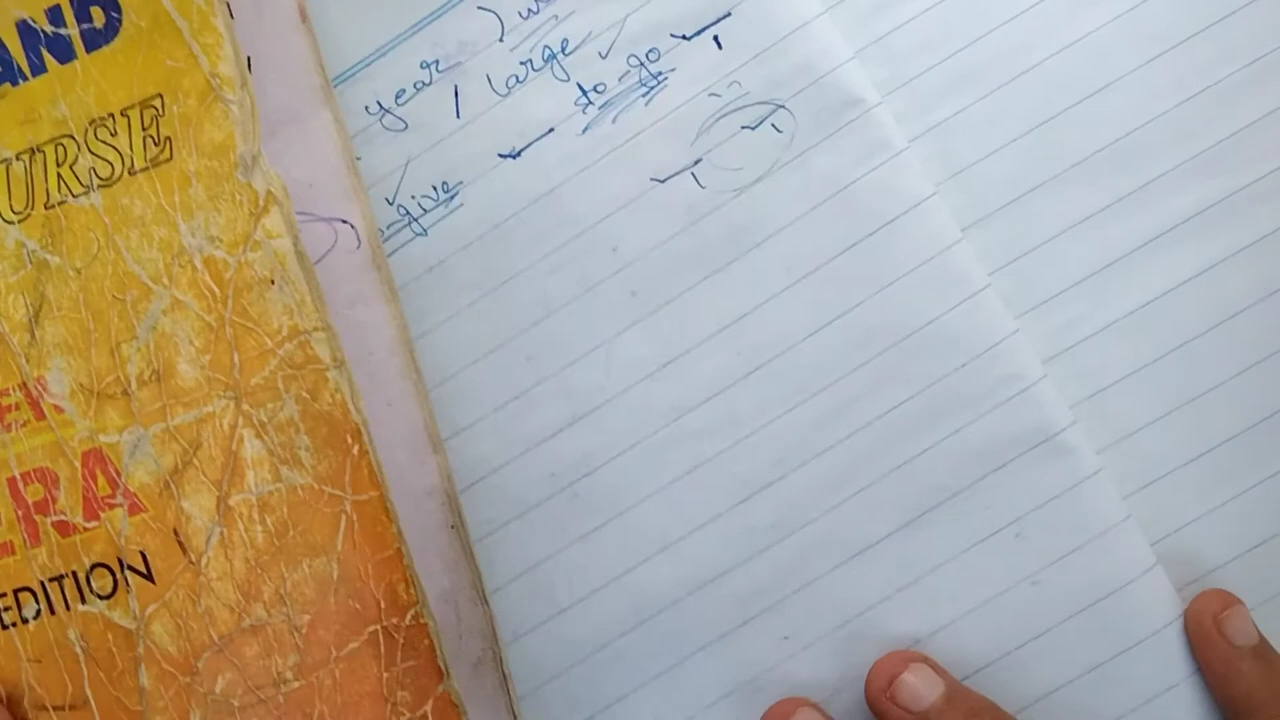 AND
URSE
ERA
EDITION
year / large
to-go
-give